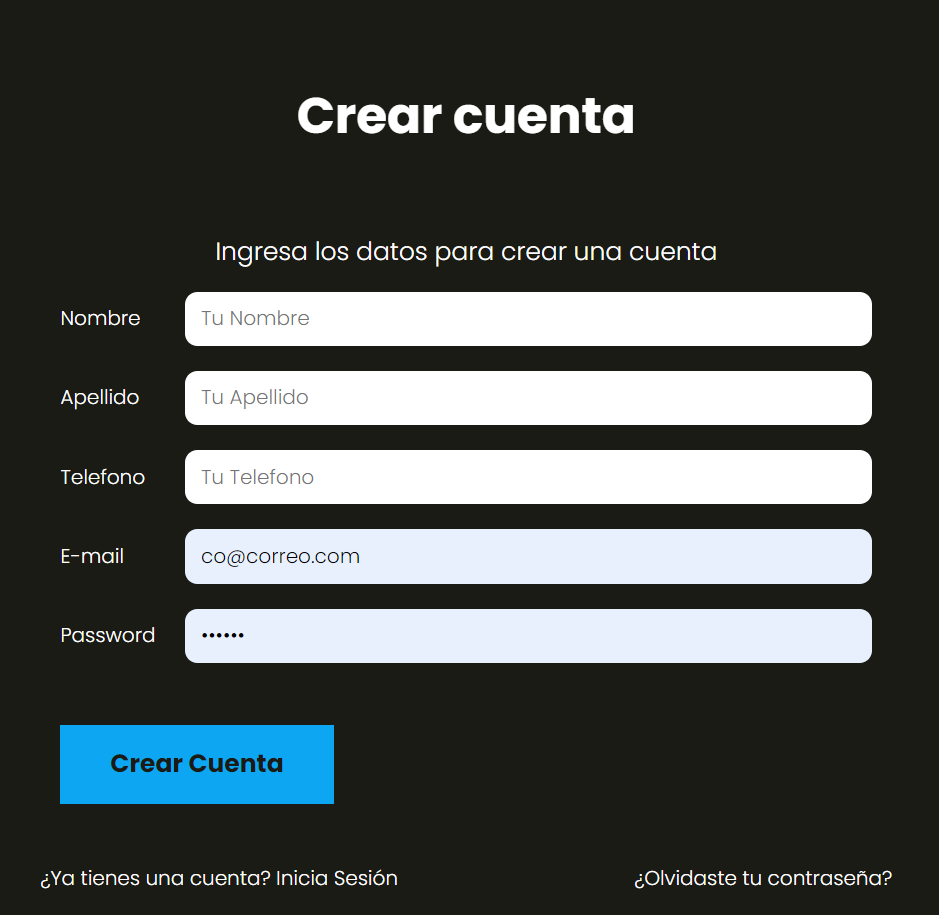 Crear cuenta
Ingresa los datos para crear una cuenta
Nombre Tu Nombre
Apellido Tu Apellido
Telefono Tu Telefono
E-mail co@correo.com
Password ••••••
Crear Cuenta
¿Ya tienes una cuenta? Inicia Sesión ¿Olvidaste tu contraseña?